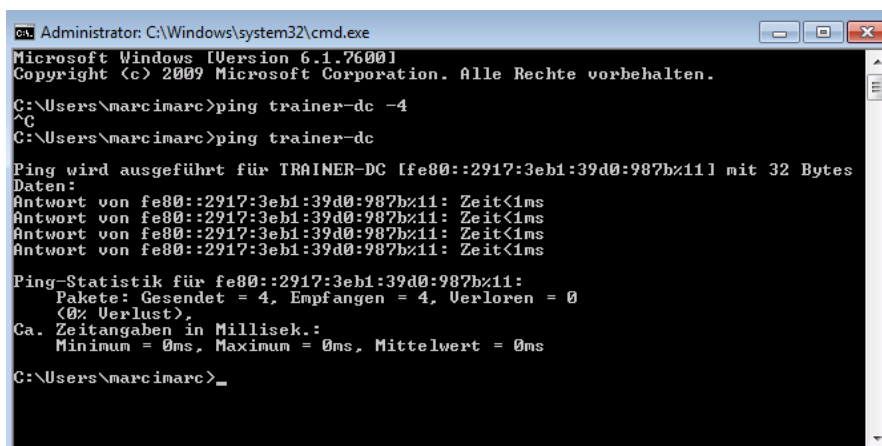 Administrator: C:\Windows\system32\cmd.exe
Microsoft Windows [Version 6.1.7600]
Copyright (c) 2009 Microsoft Corporation. Alle Rechte vorbehalten.
C:\Users\marcimarc>ping trainer-dc -4
^C
C:\Users\marcimarc>ping trainer-dc
Ping wird ausgeführt für TRAINER-DC [fe80::2917:3eb1:39d0:987b%11] mit 32 Bytes
Daten:
Antwort von fe80::2917:3eb1:39d0:987b%11: Zeit<1ms
Antwort von fe80::2917:3eb1:39d0:987b%11: Zeit<1ms
Antwort von fe80::2917:3eb1:39d0:987b%11: Zeit<1ms
Antwort von fe80::2917:3eb1:39d0:987b%11: Zeit<1ms
Ping-Statistik für fe80::2917:3eb1:39d0:987b%11:
Pakete: Gesendet = 4, Empfangen = 4, Verloren = 0
(0% Verlust),
Ca. Zeitangaben in Millisek.:
Minimum = 0ms, Maximum = 0ms, Mittelwert = 0ms
C:\Users\marcimarc>_